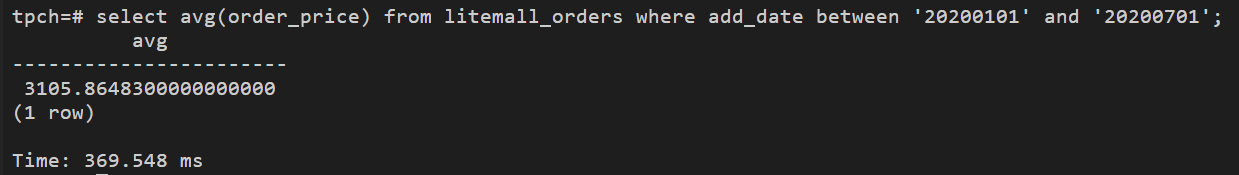 tpch=# select avg(order_price) from litemall_orders where add_date between '20200101' and '20200701';
avg
-----------------------
3105.8648300000000000
(1 row)
Time: 369.548 ms